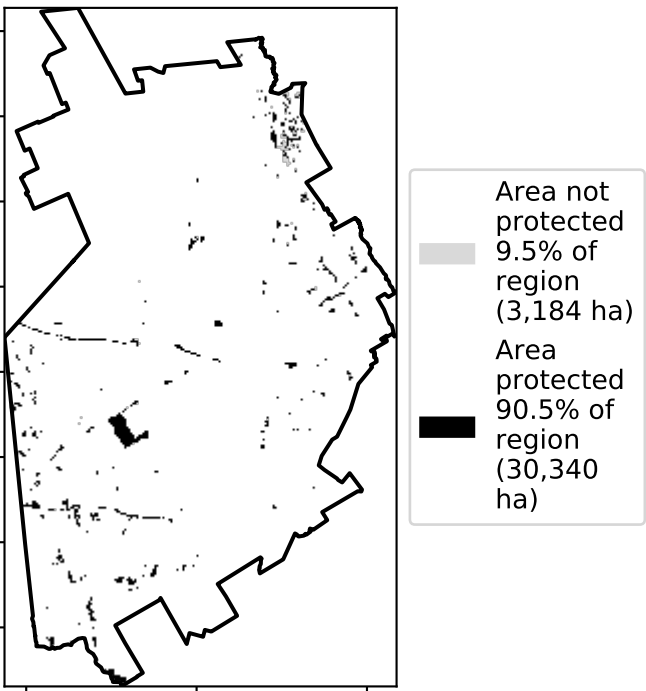 Area not
protected
9.5% of
region
(3,184 ha)
Area
protected
90.5% of
region
(30,340
ha)